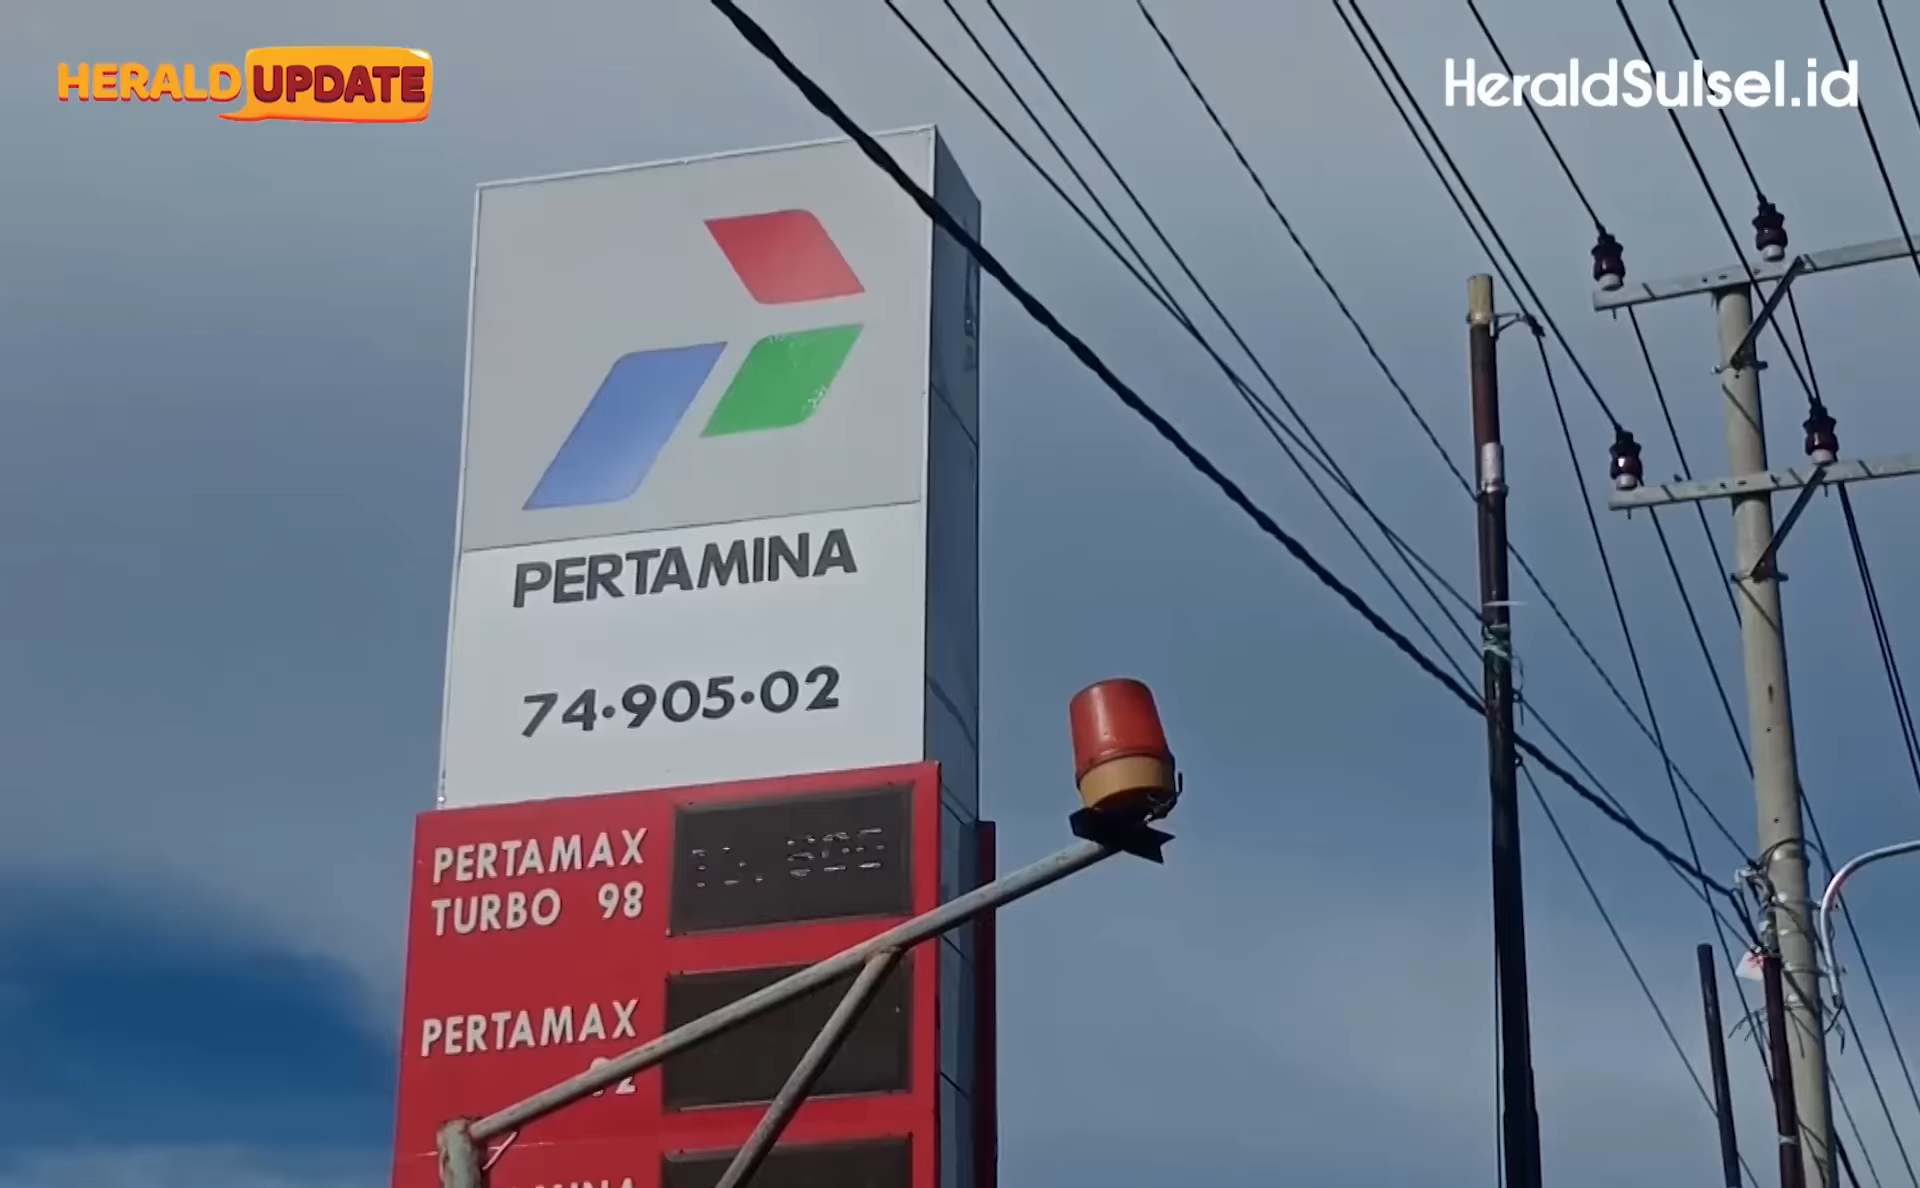 HERALD UPDATE
HeraldSulsel.id
PERTAMINA
74.905.02
PERTAMAX
TURBO 98
PERTAMAX